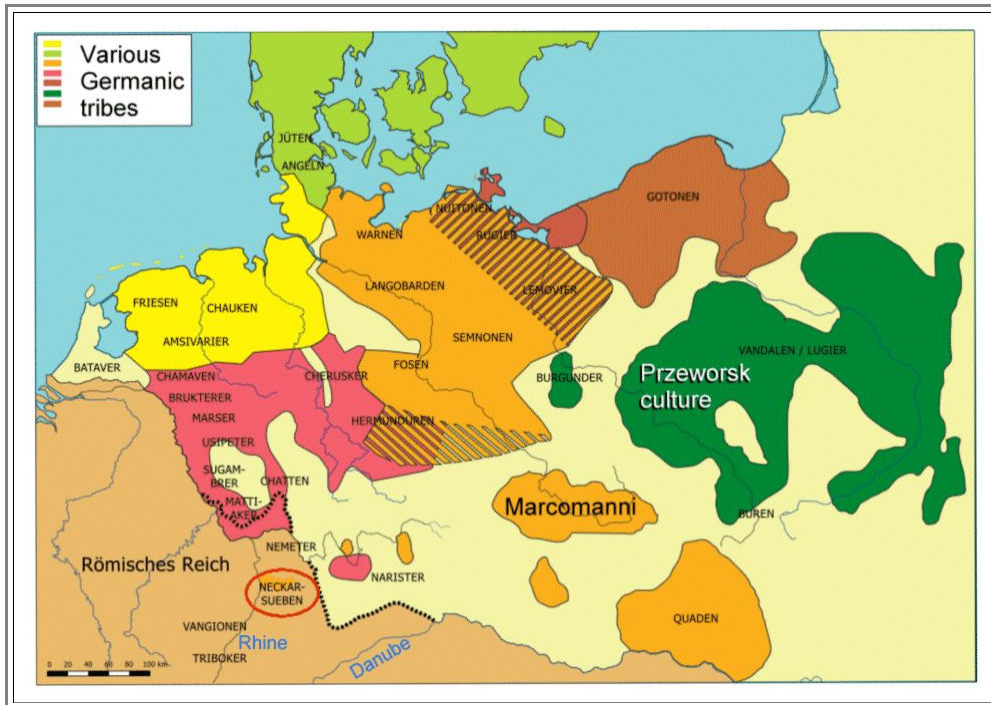 Various
Germanic
tribes
JÜTEN
ANGELN
WARNEN
NUITONEN
RUGIER
GOTONEN
LANGOBARDEN
LEMOVIER
FRIESEN
CHAUKEN
AMSIVARIER
SEMNONEN
BATAVER
CHAMAVEN
CHERUSKER
FOSEN
BURGUNDER
VANDALEN / LUGIER
Przeworsk
culture
BRUKTERER
MARSER
HERMUNDUREN
USIPETER
SUGAM-
BRER
CHATTEN
MATTI-
AKER
Marcomanni
BUREN
NEMETER
Römisches Reich
NARISTER
NECKAR-
SUEBEN
QUADEN
VANGIONEN
Rhine
TRIBOKER
Danube
0 20 40 60 80 100 km